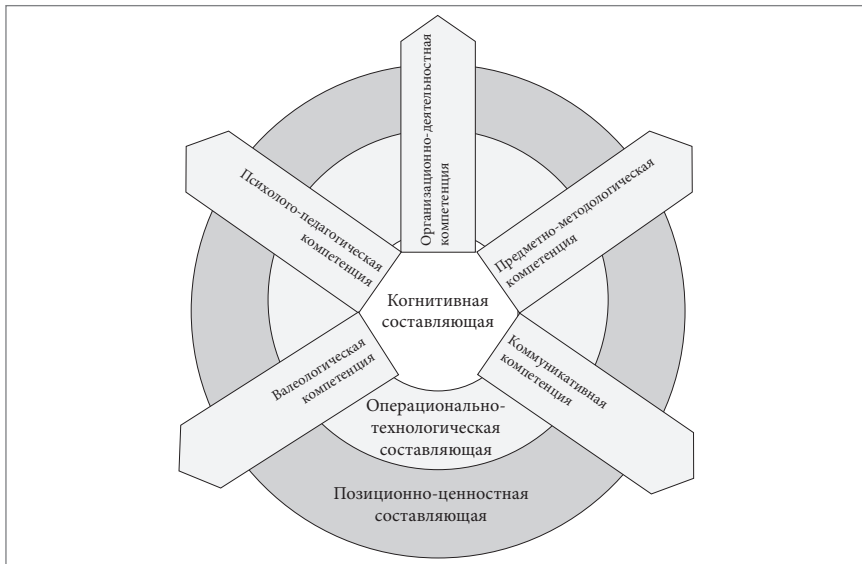 Организационно-деятельностная
компетенция
Психолого-педагогическая
компетенция
Предметно-методологическая
компетенция
Когнитивная
составляющая
Валеологическая
компетенция
Коммуникативная
компетенция
Операционально-
технологическая
составляющая
Позиционно-ценностная
составляющая